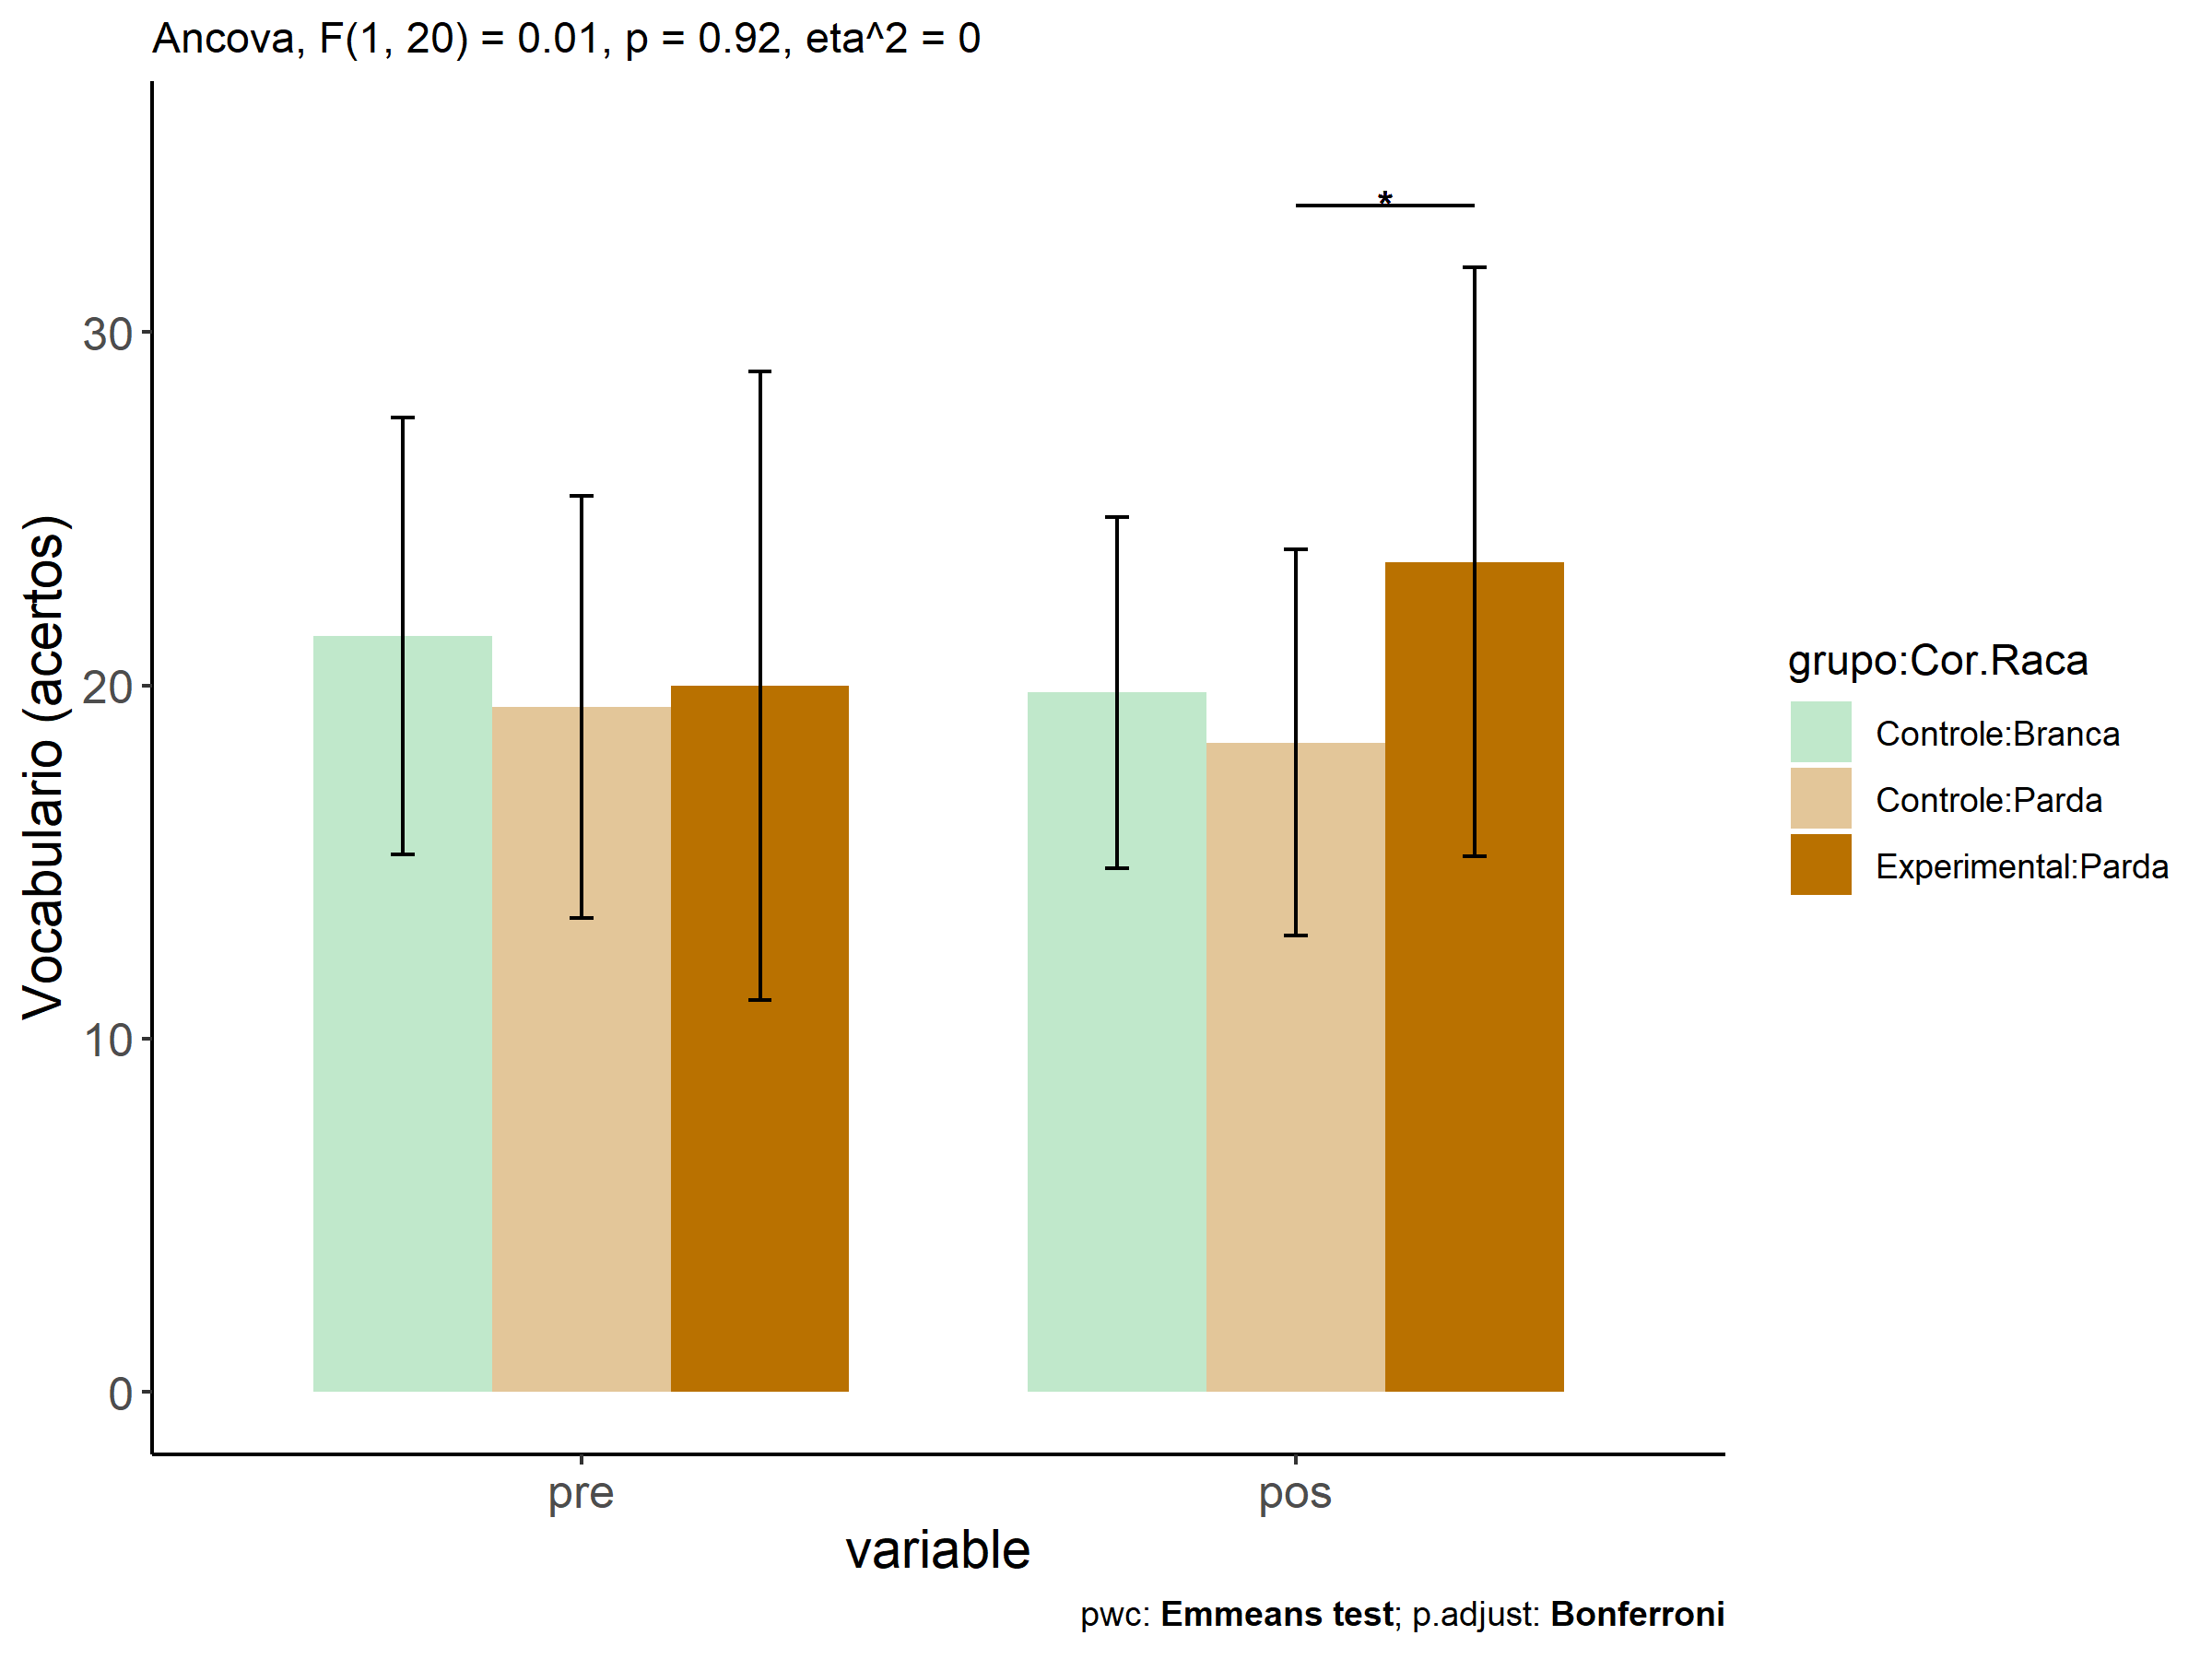 Ancova, F(1, 20) = 0.01, p = 0.92, eta^2 = 0
*
30
20
10
0
Vocabulario (acertos)
pre
pos
variable
grupo:Cor.Raca
Controle:Branca
Controle:Parda
Experimental:Parda
pwc: Emmeans test; p.adjust: Bonferroni